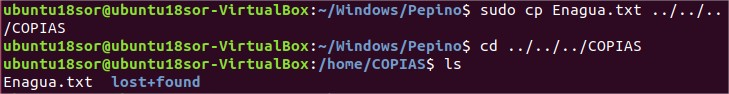 ubuntu18sor@ubuntu18sor-VirtualBox:~/Windows/Pepino$ sudo cp Enagua.txt ../../..
/COPIAS
ubuntu18sor@ubuntu18sor-VirtualBox:~/Windows/Pepino$ cd ../../../COPIAS
ubuntu18sor@ubuntu18sor-VirtualBox:/home/COPIAS$ ls
Enagua.txt  lost+found